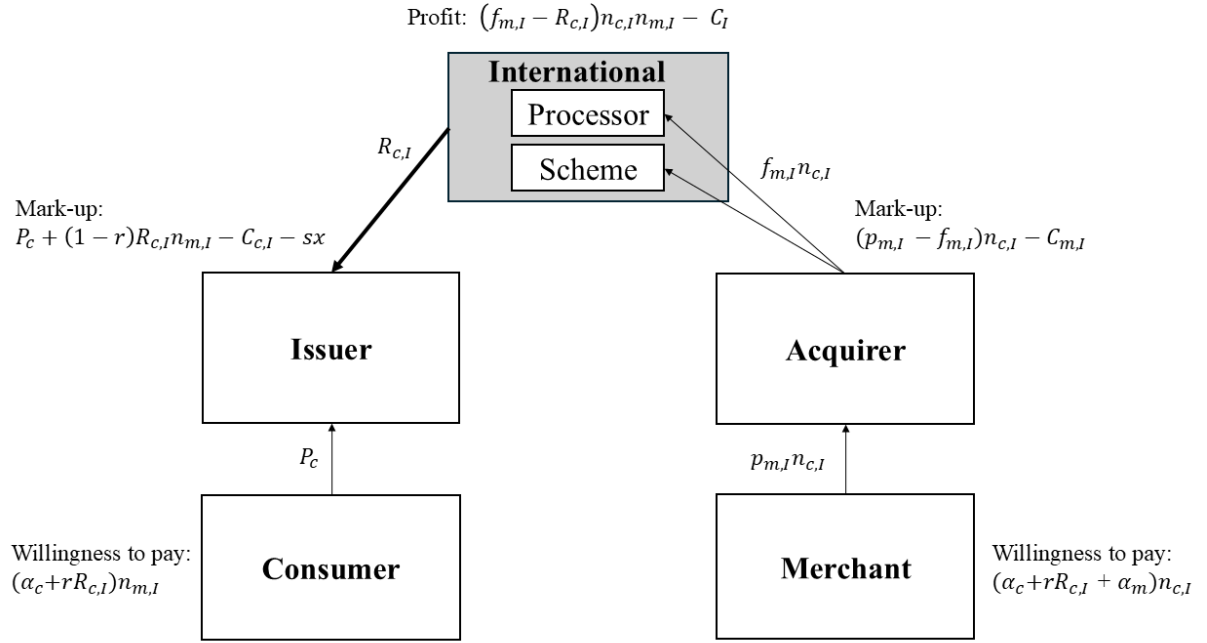 Profit: (f_{m,I} − R_{c,I})n_{c,I}n_{m,I} − C_I
International
Processor
Scheme
R_{c,I}
f_{m,I}n_{c,I}
Mark-up:
P_c + (1 − r)R_{c,I}n_{m,I} − C_{c,I} − sx
Mark-up:
(p_{m,I} − f_{m,I})n_{c,I} − C_{m,I}
Issuer
Acquirer
P_c
p_{m,I}n_{c,I}
Willingness to pay:
(α_c+rR_{c,I})n_{m,I}
Consumer
Merchant
Willingness to pay:
(α_c+rR_{c,I} + α_m)n_{c,I}